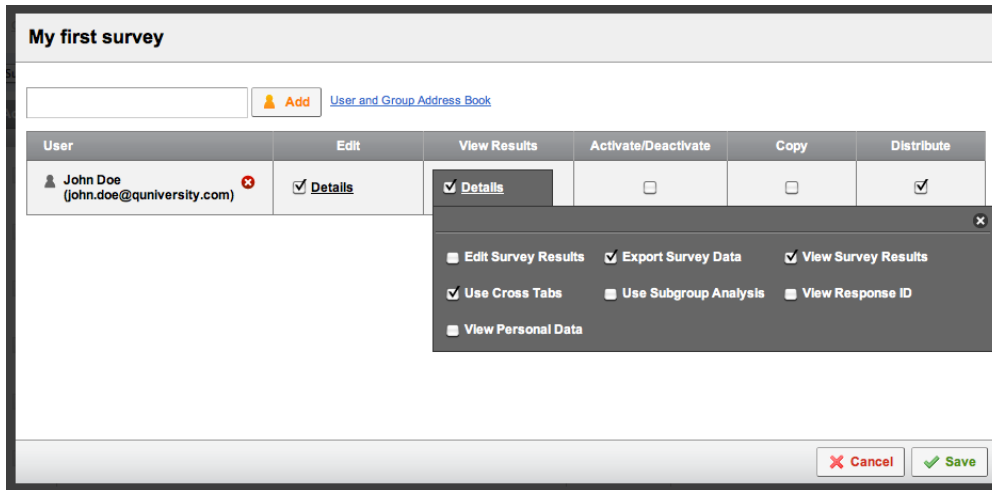 My first survey
Add User and Group Address Book
User Edit View Results Activate/Deactivate Copy Distribute
John Doe
(john.doe@quniversity.com)
Details Details
Edit Survey Results Export Survey Data View Survey Results
Use Cross Tabs Use Subgroup Analysis View Response ID
View Personal Data
Cancel Save